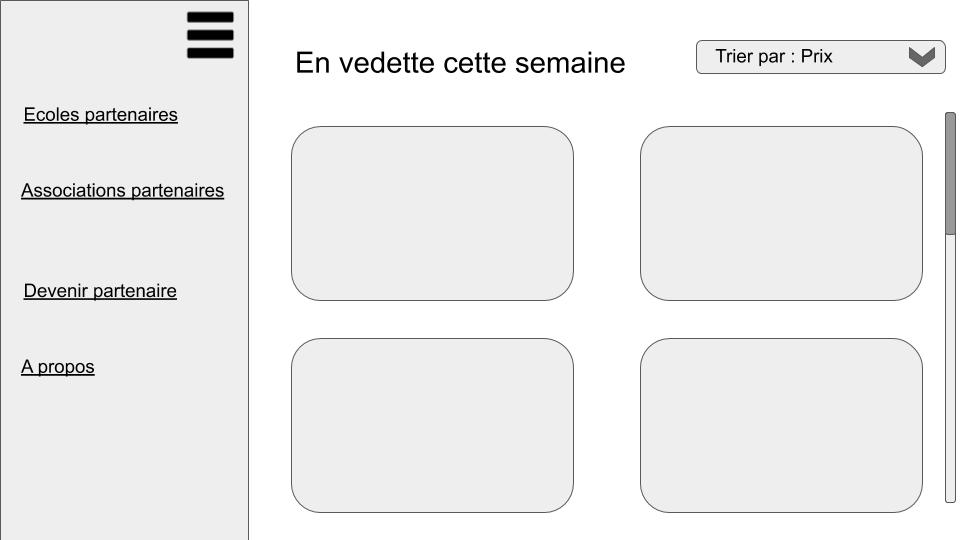 En vedette cette semaine
Trier par : Prix
Ecoles partenaires
Associations partenaires
Devenir partenaire
A propos